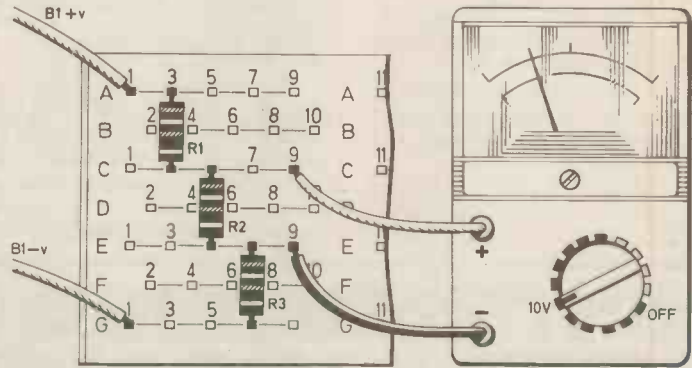 B1+v
1 3 5 7 9 11
A A
2 4 6 8 10
B B
R1
1 7 9 11
C C
2 4 6 8
D
R2
+
1 3 9
E E
2 4 6 8 10
F F
B1-v
R3
10V OFF
-
1 3 5 11
G G